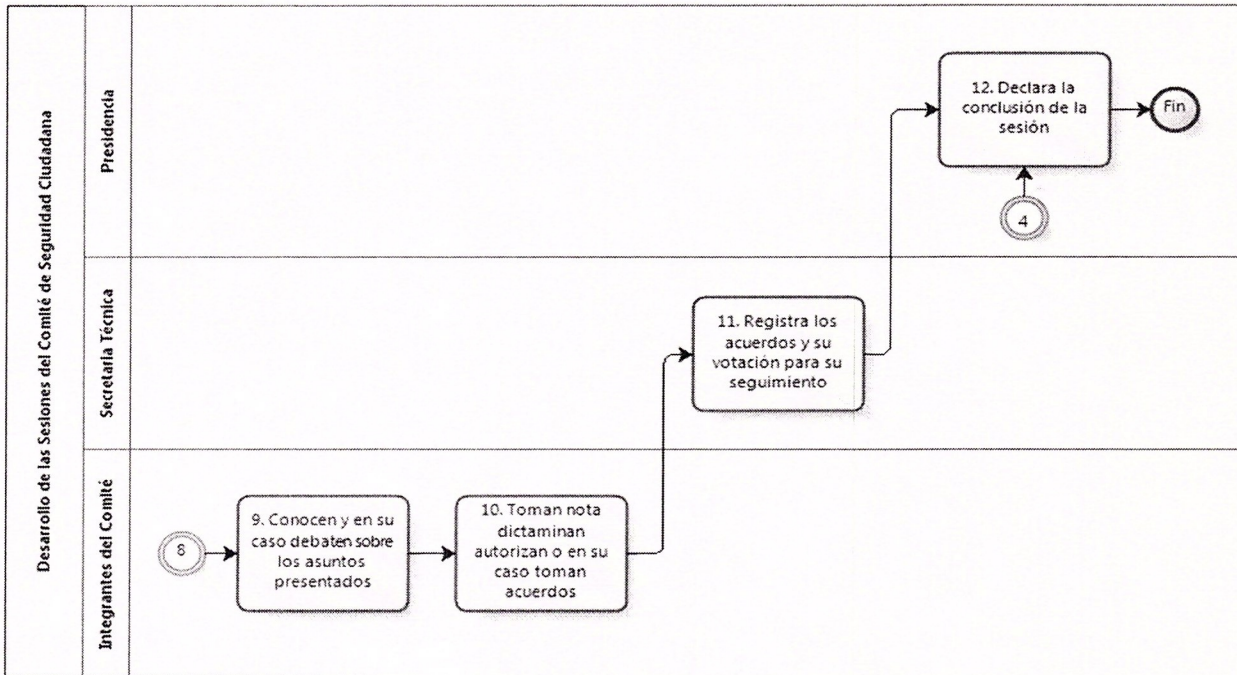 Desarrollo de las Sesiones del Comité de Seguridad Ciudadana
Presidencia
12. Declara la
conclusión de la
sesión
Fin
4
Secretaria Técnica
11. Registra los
acuerdos y su
votación para su
seguimiento
Integrantes del Comité
8
9. Conocen y en su
caso debaten sobre
los asuntos
presentados
10. Toman nota
dictaminan
autorizan o en su
caso toman
acuerdos